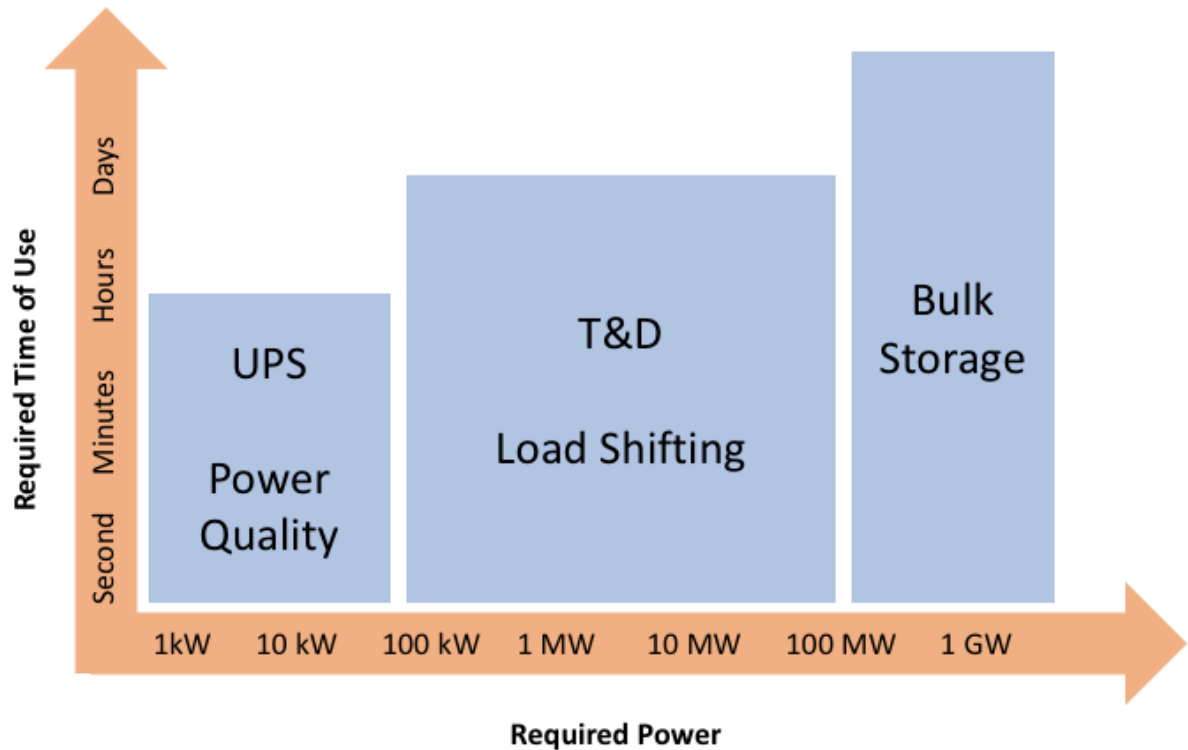 Required Time of Use
Days
Hours
Minutes
Second
UPS
Power
Quality
T&D
Load Shifting
Bulk
Storage
1kW 10 kW 100 kW 1 MW 10 MW 100 MW 1 GW
Required Power